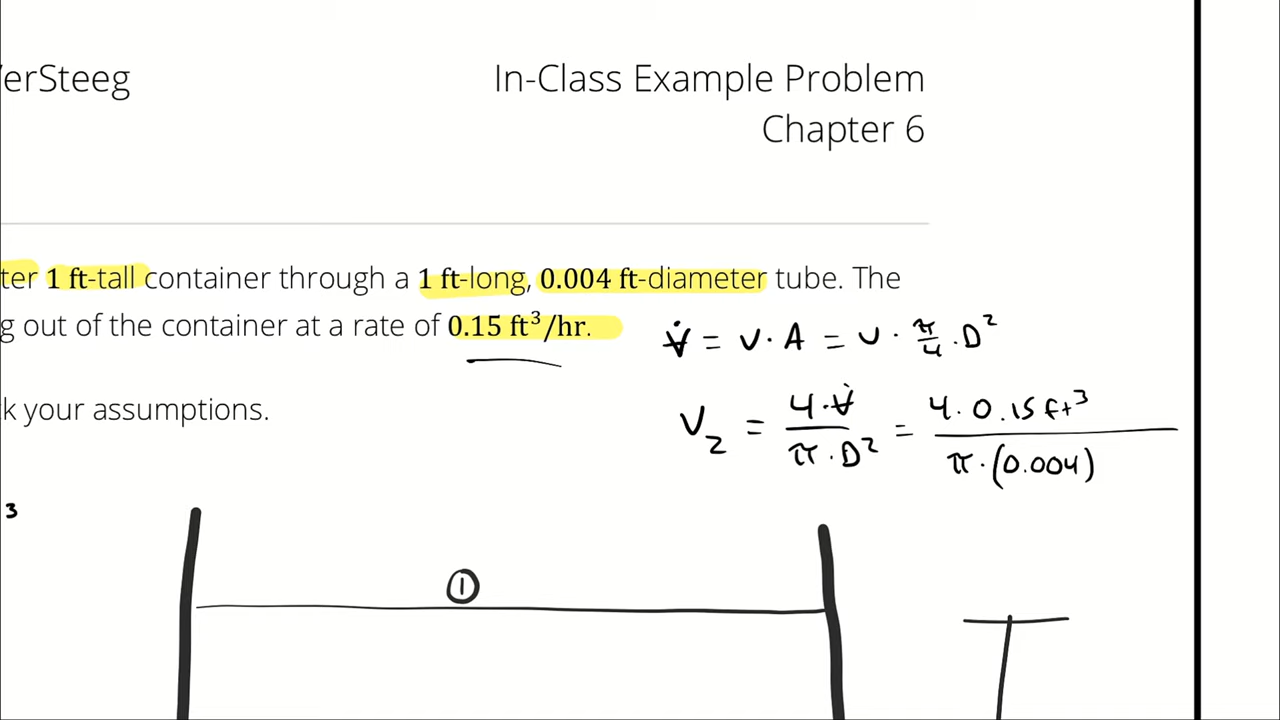 VerSteeg
In-Class Example Problem
Chapter 6
ter 1 ft-tall container through a 1 ft-long, 0.004 ft-diameter tube. The
g out of the container at a rate of 0.15 ft³/hr.
V̶̇ = V · A = V · π/4 · D²
k your assumptions.
V₂ = 4·V̶̇ / π·D² = 4·0.15 ft³ / π·(0.004)
3
①